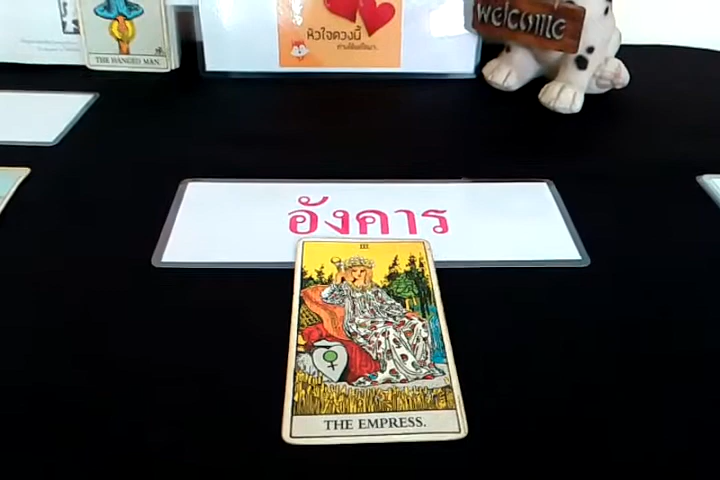 THE HANGED MAN.
หัวใจดวงนี้
welcome
อังคาร
III
THE EMPRESS.